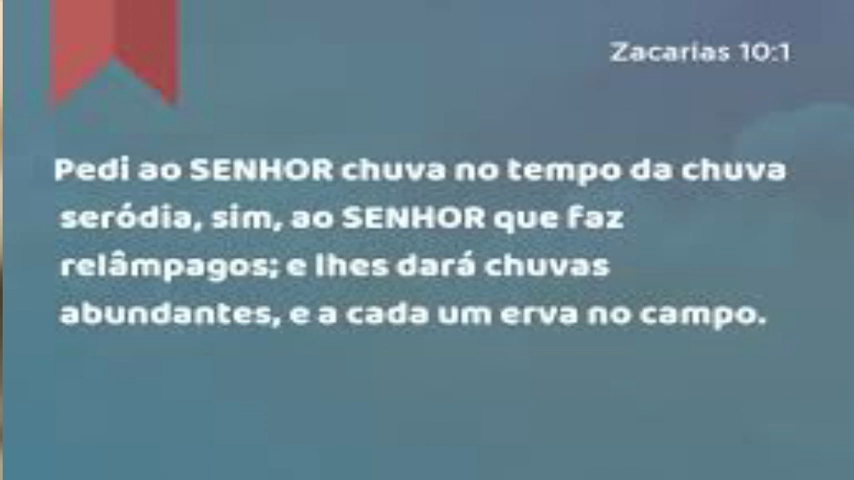 Zacarias 10:1
Pedi ao SENHOR chuva no tempo da chuva
seródia, sim, ao SENHOR que faz
relâmpagos; e lhes dará chuvas
abundantes, e a cada um erva no campo.